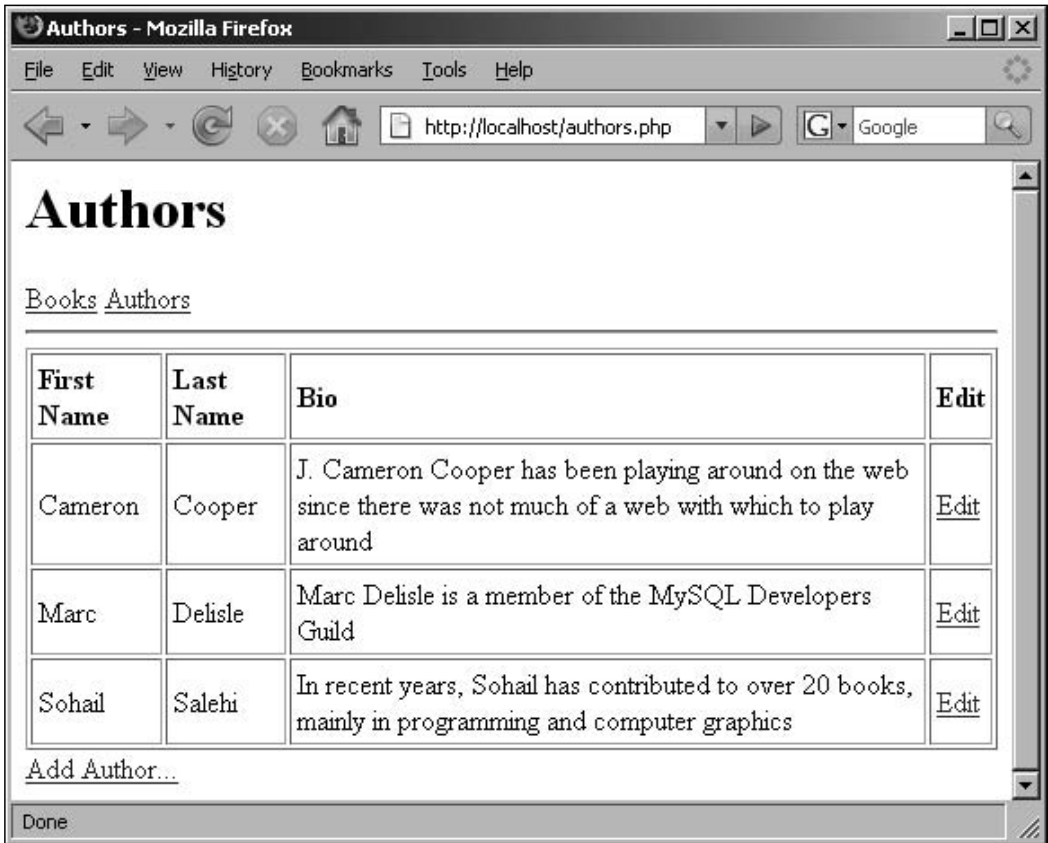 Authors - Mozilla Firefox
File Edit View History Bookmarks Tools Help
http://localhost/authors.php
G Google
Authors
Books Authors
First Name Last Name Bio Edit
Cameron Cooper J. Cameron Cooper has been playing around on the web
since there was not much of a web with which to play
around Edit
Marc Delisle Marc Delisle is a member of the MySQL Developers
Guild Edit
Sohail Salehi In recent years, Sohail has contributed to over 20 books,
mainly in programming and computer graphics Edit
Add Author...
Done